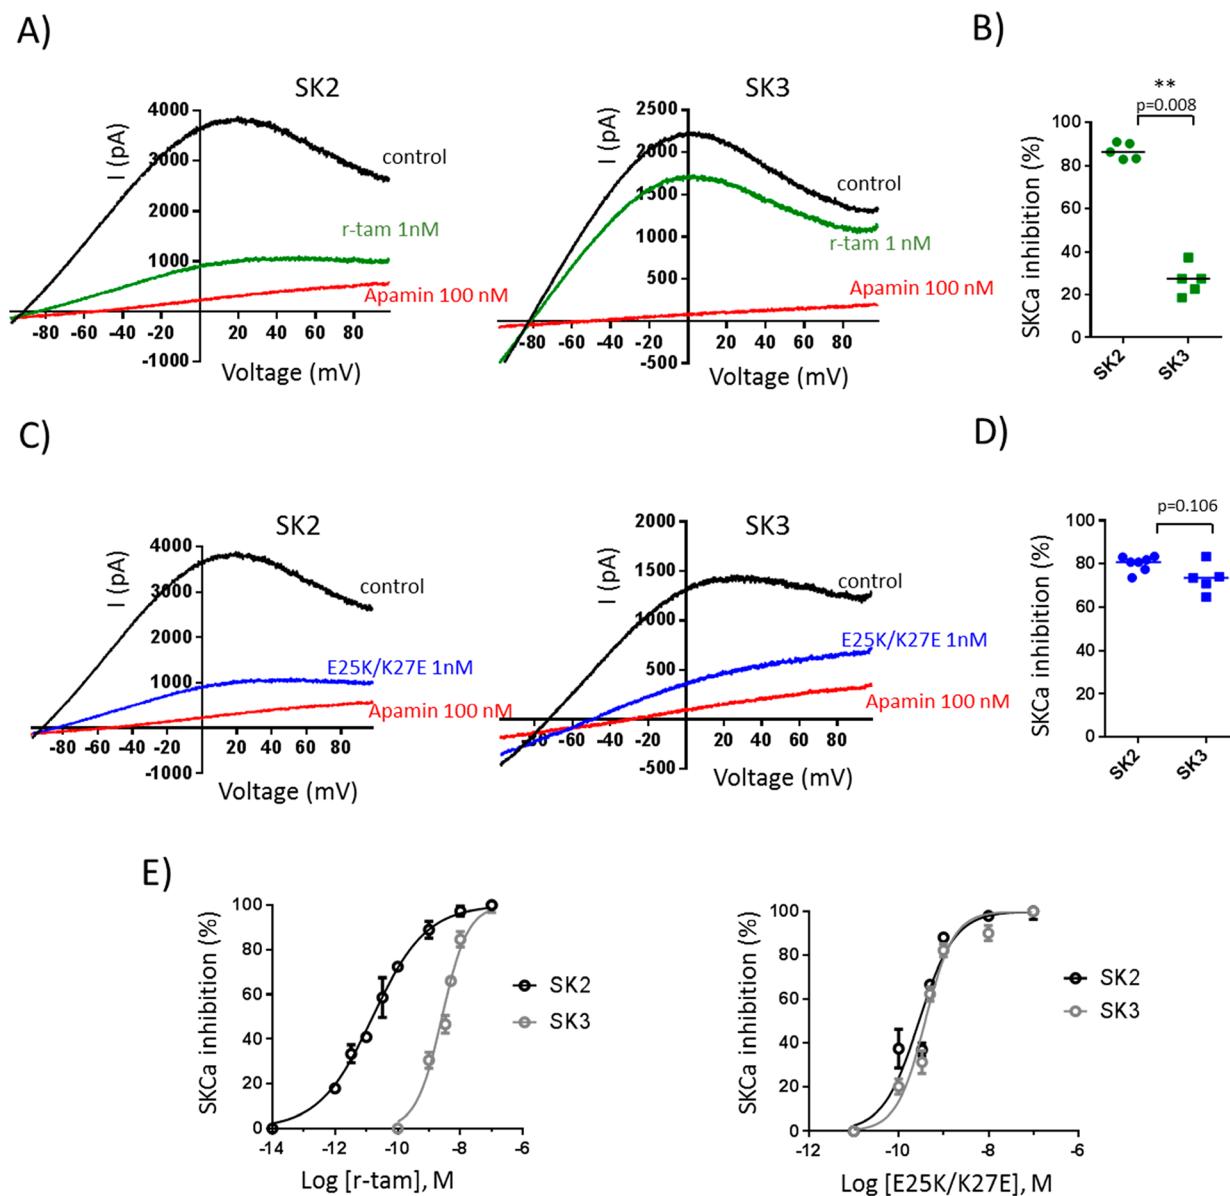 A)
SK2
I (pA)
4000
3000
2000
1000
-1000
-80 -60 -40 -20 20 40 60 80
control
r-tam 1nM
Apamin 100 nM
Voltage (mV)
SK3
I (pA)
2500
2000
1500
1000
500
-500
-80 -60 -40 -20 20 40 60 80
control
r-tam 1 nM
Apamin 100 nM
Voltage (mV)
B)
**
p=0.008
SKCa inhibition (%)
100
80
60
40
20
0
SK2 SK3
C)
SK2
I (pA)
4000
3000
2000
1000
-1000
-80 -60 -40 -20 20 40 60 80
control
E25K/K27E 1nM
Apamin 100 nM
Voltage (mV)
SK3
I (pA)
2000
1500
1000
500
-500
-80 -60 -40 -20 20 40 60 80
control
E25K/K27E 1nM
Apamin 100 nM
Voltage (mV)
D)
p=0.106
SKCa inhibition (%)
100
80
60
40
20
0
SK2 SK3
E)
SKCa inhibition (%)
100
80
60
40
20
0
-14 -12 -10 -8 -6
Log [r-tam], M
SK2
SK3
SKCa inhibition (%)
100
80
60
40
20
0
-12 -10 -8 -6
Log [E25K/K27E], M
SK2
SK3